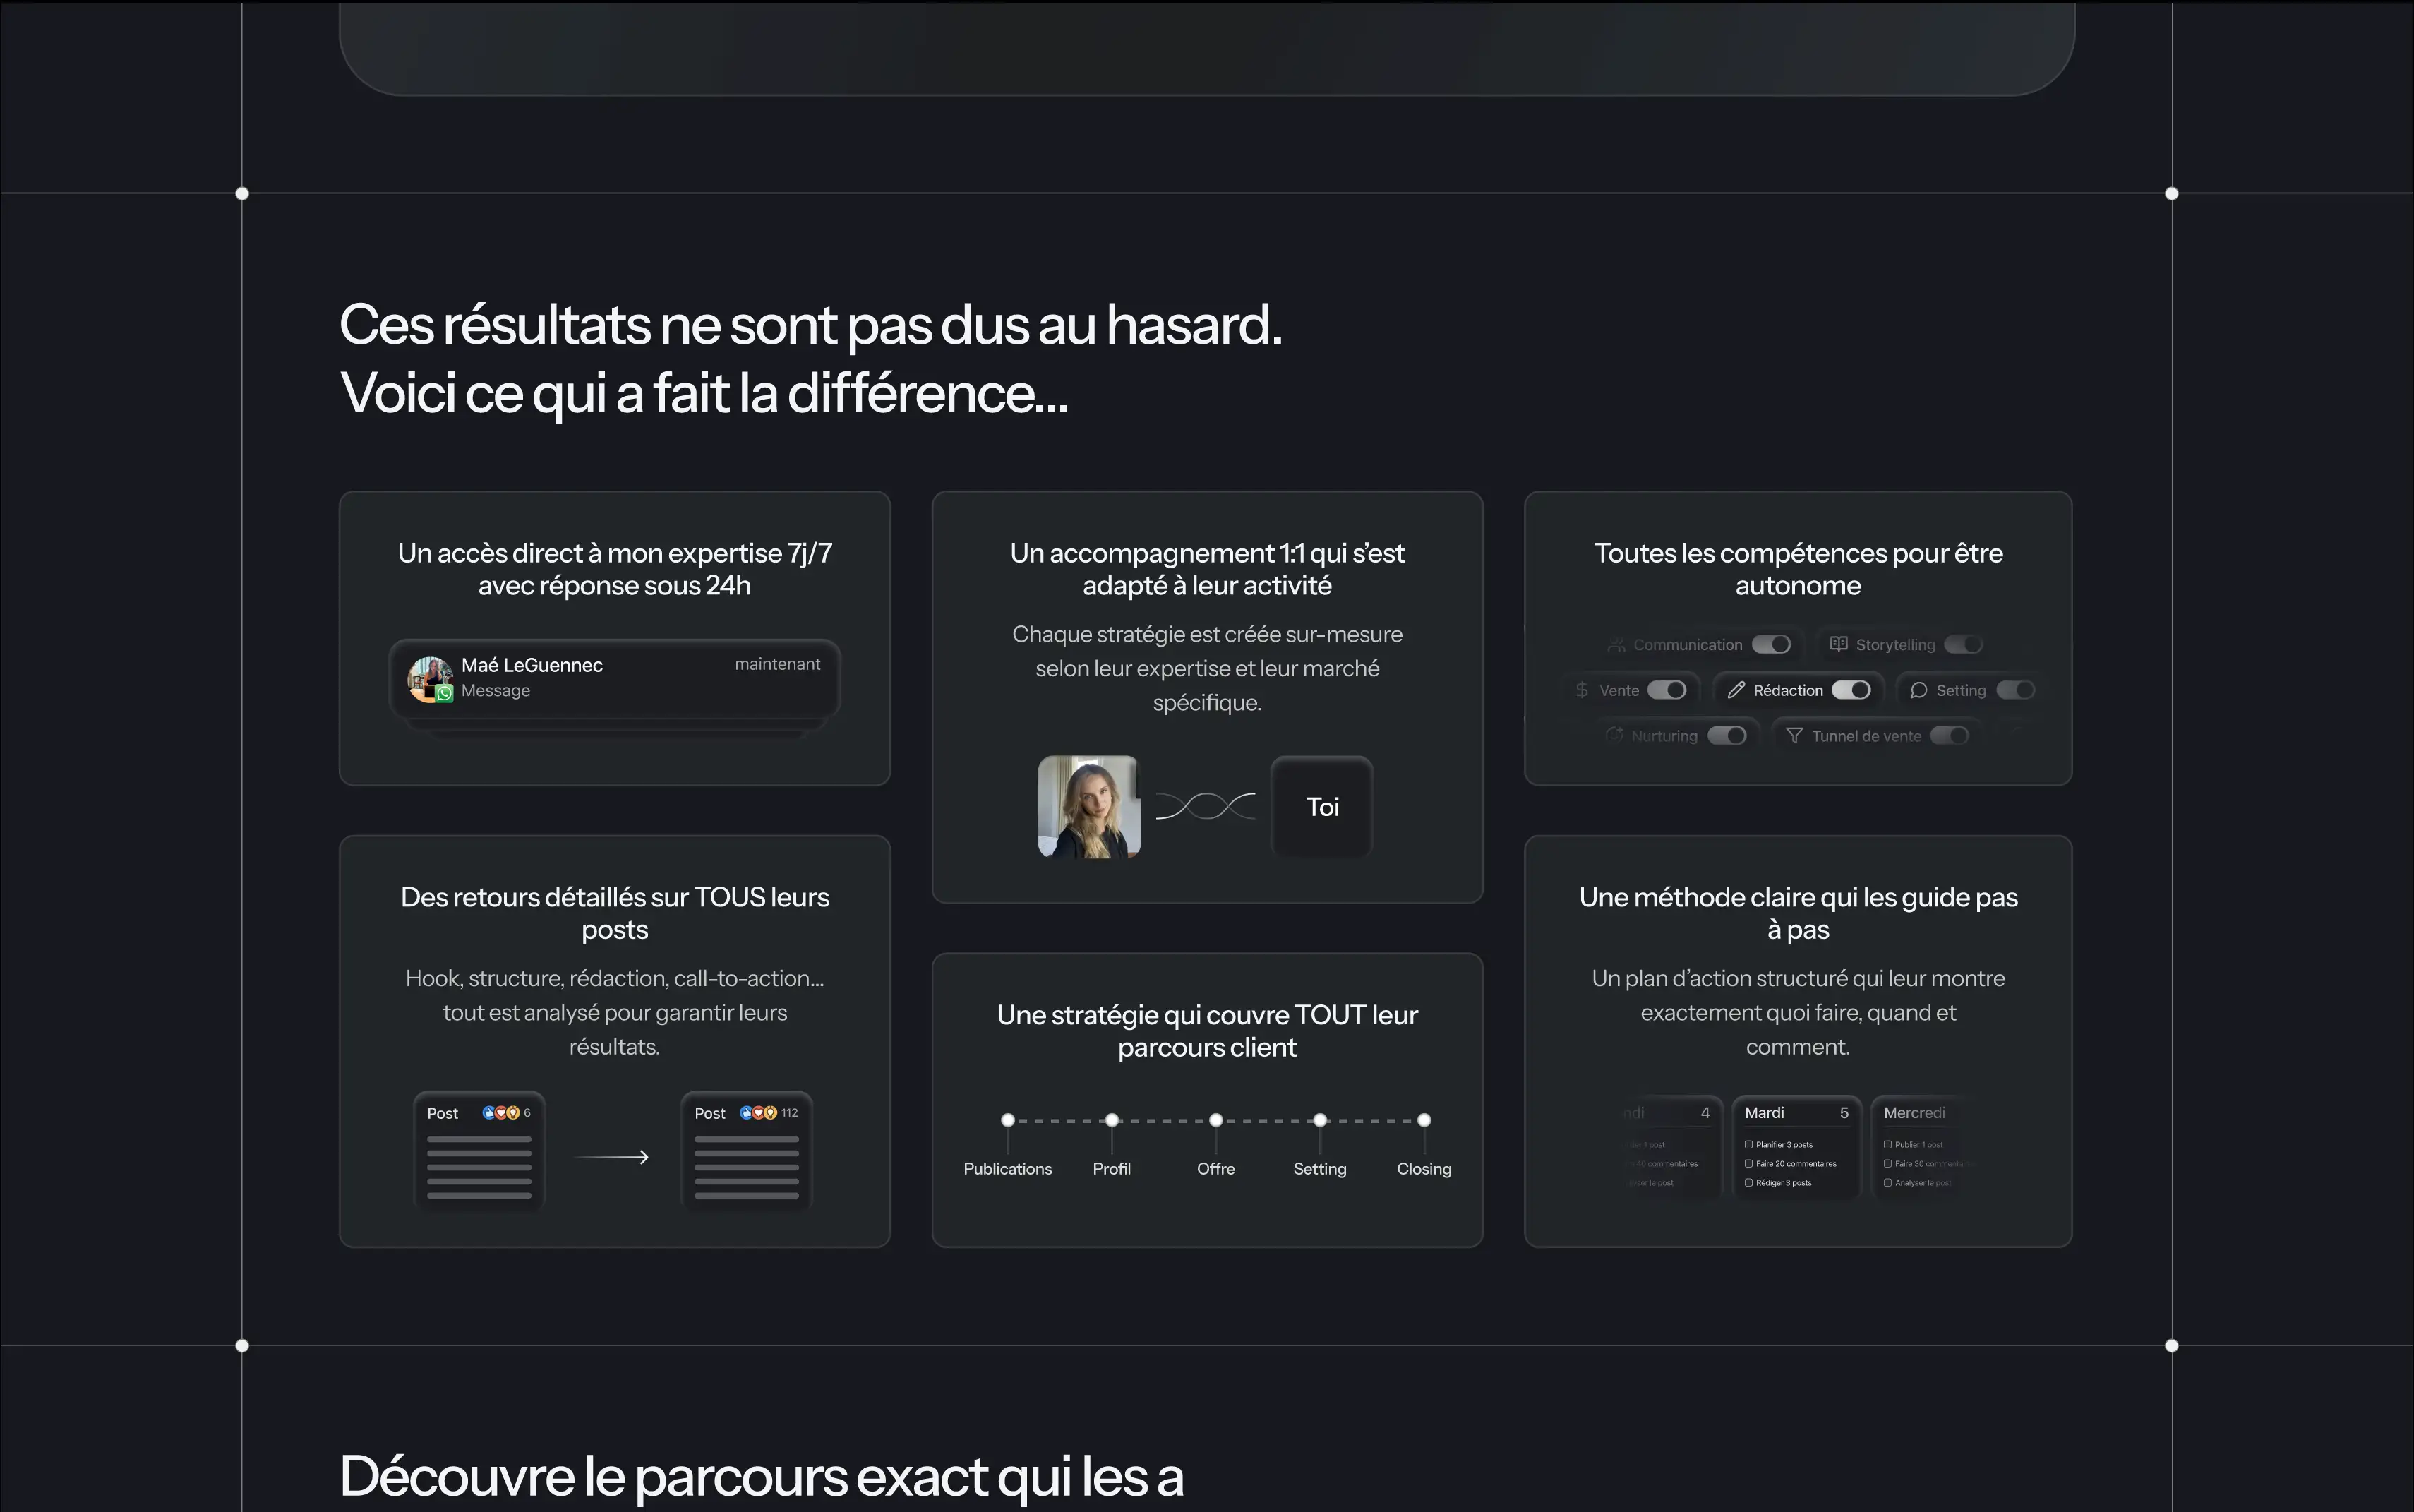 Ces résultats ne sont pas dus au hasard.
Voici ce qui a fait la différence...
Un accès direct à mon expertise 7j/7
avec réponse sous 24h
Maé LeGuennec
maintenant
Message
Des retours détaillés sur TOUS leurs
posts
Hook, structure, rédaction, call-to-action...
tout est analysé pour garantir leurs
résultats.
Post 6
Post 112
Un accompagnement 1:1 qui s’est
adapté à leur activité
Chaque stratégie est créée sur-mesure
selon leur expertise et leur marché
spécifique.
Toi
Une stratégie qui couvre TOUT leur
parcours client
Publications Profil Offre Setting Closing
Toutes les compétences pour être
autonome
Communication Storytelling
Vente Rédaction Setting
Nurturing Tunnel de vente
Une méthode claire qui les guide pas
à pas
Un plan d’action structuré qui leur montre
exactement quoi faire, quand et
comment.
4
1 post
40 commentaires
le post
Mardi 5
Planifier 3 posts
Faire 20 commentaires
Rédiger 3 posts
Mercredi
Publier 1 post
Faire 30 commentaires
Analyser le post
Découvre le parcours exact qui les a